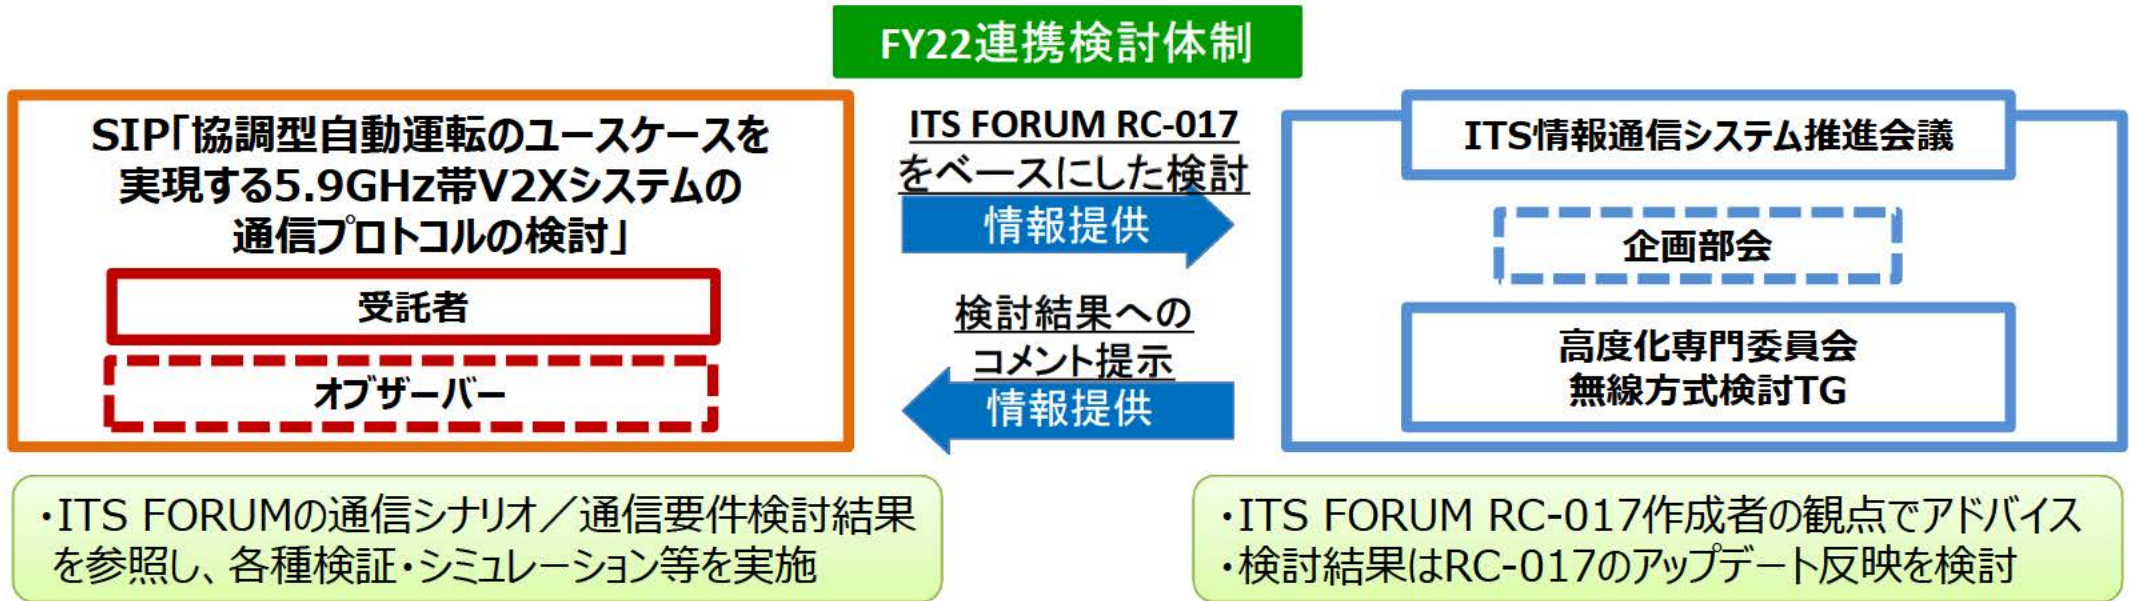 FY22連携検討体制
SIP「協調型自動運転のユースケースを
実現する5.9GHz帯V2Xシステムの
通信プロトコルの検討」
受託者
オブザーバー
ITS FORUM RC-017
をベースにした検討
情報提供
検討結果への
コメント提示
情報提供
ITS情報通信システム推進会議
企画部会
高度化専門委員会
無線方式検討TG
・ITS FORUMの通信シナリオ／通信要件検討結果
を参照し、各種検証・シミュレーション等を実施
・ITS FORUM RC-017作成者の観点でアドバイス
・検討結果はRC-017のアップデート反映を検討